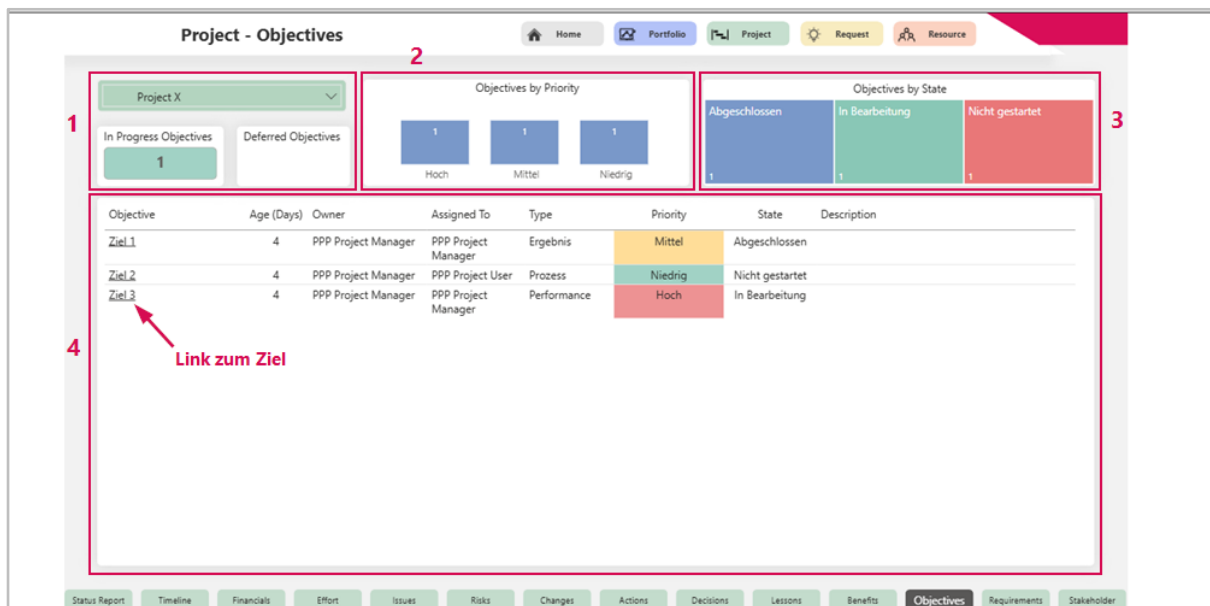 Project - Objectives
Home
Portfolio
Project
Request
Resource
1
2
3
4
Project X
In Progress Objectives
1
Deferred Objectives
Objectives by Priority
1 1 1
Hoch Mittel Niedrig
Objectives by State
Abgeschlossen In Bearbeitung Nicht gestartet
1 1 1
Objective Age (Days) Owner Assigned To Type Priority State Description
Ziel 1 4 PPP Project Manager PPP Project Ergebnis Mittel Abgeschlossen
Manager
Ziel 2 4 PPP Project Manager PPP Project User Prozess Niedrig Nicht gestartet
Ziel 3 4 PPP Project Manager PPP Project Performance Hoch In Bearbeitung
Manager
Link zum Ziel
Status Report Timeline Financials Effort Issues Risks Changes Actions Decisions Lessons Benefits Objectives Requirements Stakeholder